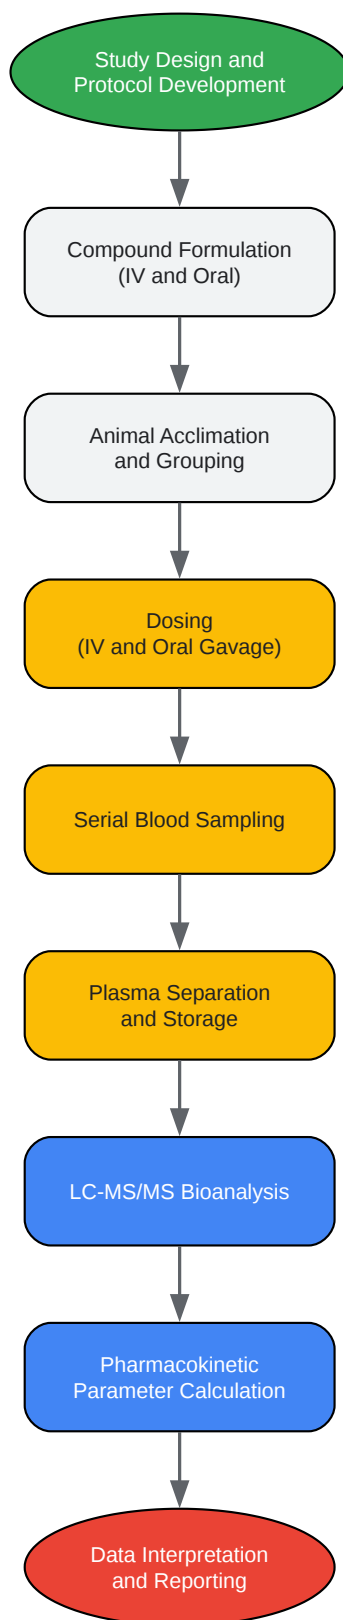 Study Design and
Protocol Development
Compound Formulation
(IV and Oral)
Animal Acclimation
and Grouping
Dosing
(IV and Oral Gavage)
Serial Blood Sampling
Plasma Separation
and Storage
LC-MS/MS Bioanalysis
Pharmacokinetic
Parameter Calculation
Data Interpretation
and Reporting